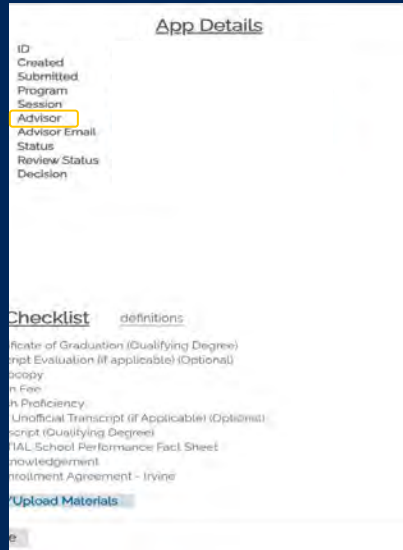 App Details
ID
Created
Submitted
Program
Session
Advisor
Advisor Email
Status
Review Status
Decision
Checklist definitions
ficate of Graduation (Qualifying Degree)
ript Evaluation (if applicable) (Optional)
ocopy
n Fee
h Proficiency
Unofficial Transcript (if Applicable) (Optional)
script (Qualifying Degree)
TIAL School Performance Fact Sheet
nowledgement
nrollment Agreement - Irvine
/Upload Materials
e